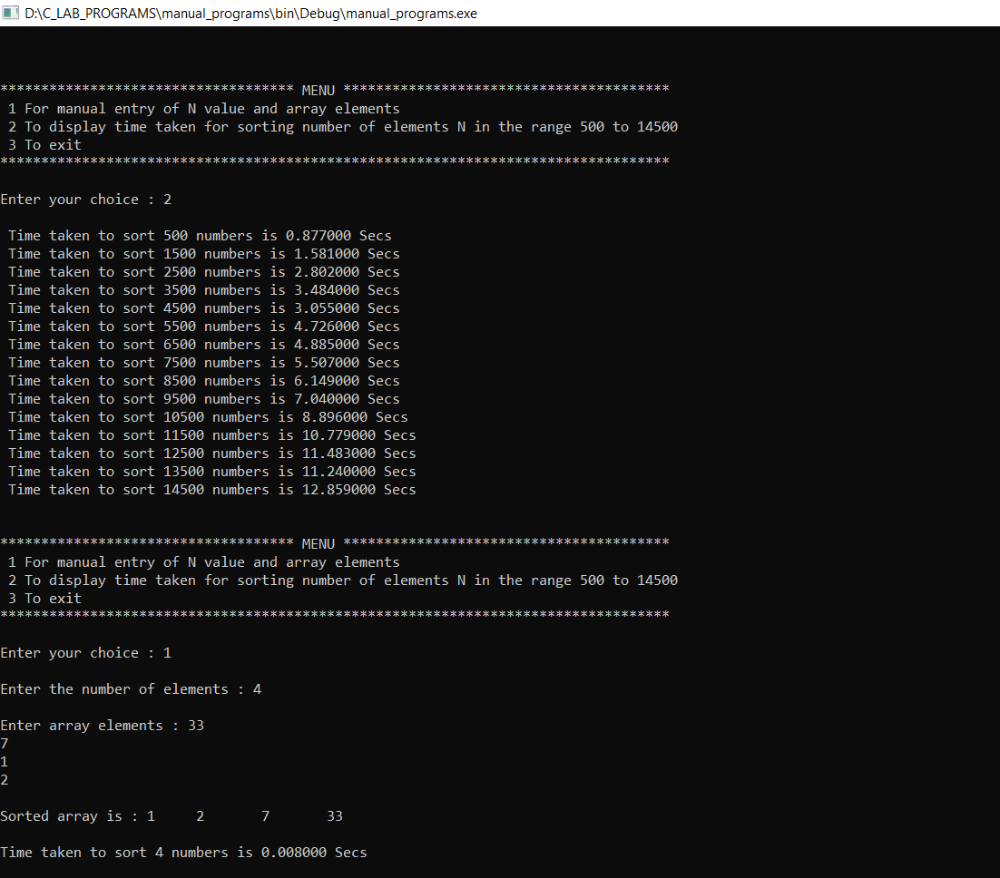 D:\C_LAB_PROGRAMS\manual_programs\bin\Debug\manual_programs.exe
************************************ MENU ****************************************
 1 For manual entry of N value and array elements
 2 To display time taken for sorting number of elements N in the range 500 to 14500
 3 To exit
**********************************************************************************
Enter your choice : 2
 Time taken to sort 500 numbers is 0.877000 Secs
 Time taken to sort 1500 numbers is 1.581000 Secs
 Time taken to sort 2500 numbers is 2.802000 Secs
 Time taken to sort 3500 numbers is 3.484000 Secs
 Time taken to sort 4500 numbers is 3.055000 Secs
 Time taken to sort 5500 numbers is 4.726000 Secs
 Time taken to sort 6500 numbers is 4.885000 Secs
 Time taken to sort 7500 numbers is 5.507000 Secs
 Time taken to sort 8500 numbers is 6.149000 Secs
 Time taken to sort 9500 numbers is 7.040000 Secs
 Time taken to sort 10500 numbers is 8.896000 Secs
 Time taken to sort 11500 numbers is 10.779000 Secs
 Time taken to sort 12500 numbers is 11.483000 Secs
 Time taken to sort 13500 numbers is 11.240000 Secs
 Time taken to sort 14500 numbers is 12.859000 Secs
************************************ MENU ****************************************
 1 For manual entry of N value and array elements
 2 To display time taken for sorting number of elements N in the range 500 to 14500
 3 To exit
**********************************************************************************
Enter your choice : 1
Enter the number of elements : 4
Enter array elements : 33
7
1
2
Sorted array is : 1     2       7       33
Time taken to sort 4 numbers is 0.008000 Secs